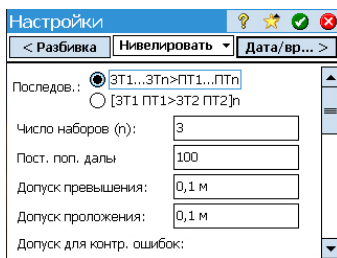 Настройки
< Разбивка Нивелировать Дата/вр... >
Последов.: ЗТ1...ЗТn>ПТ1...ПТn
[ЗТ1 ПТ1>ЗТ2 ПТ2]n
Число наборов (n): 3
Пост. поп. далы 100
Допуск превышения: 0,1 м
Допуск проложения: 0,1 м
Допуск для контр. ошибок: